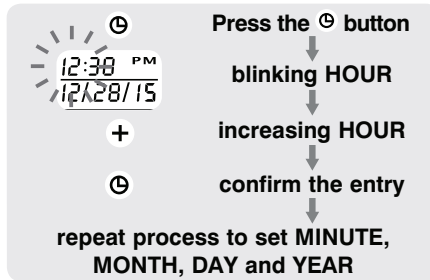 Press the button
12:38 PM
12/28/15
blinking HOUR
+
increasing HOUR
confirm the entry
repeat process to set MINUTE,
MONTH, DAY and YEAR